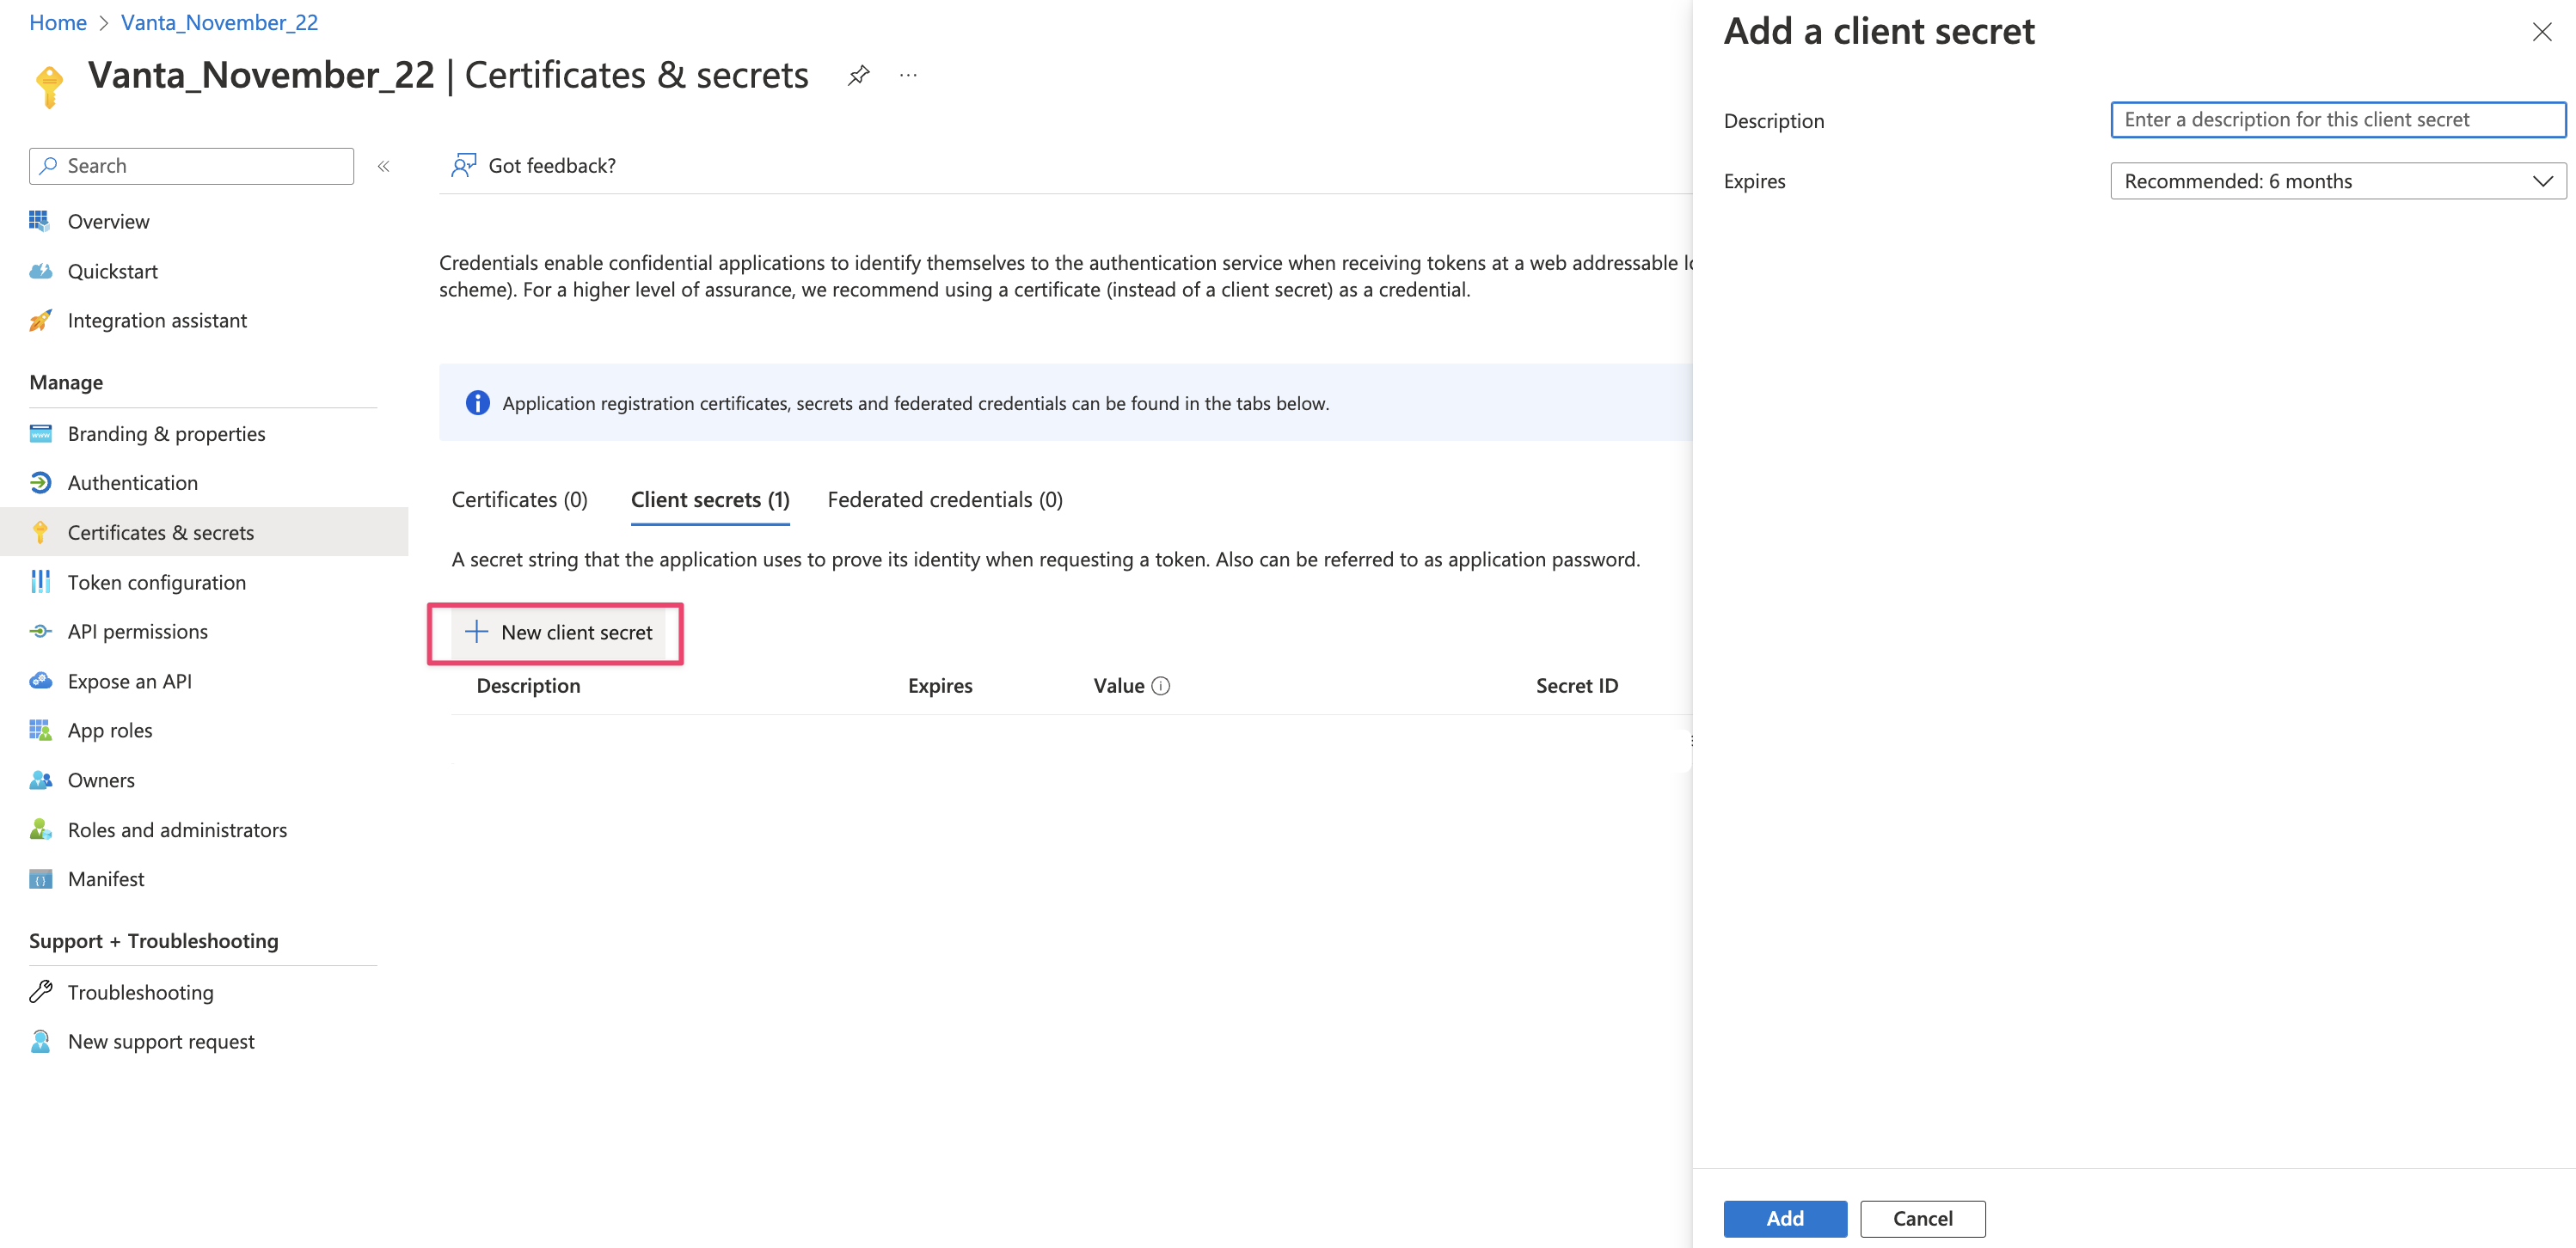 Home > Vanta_November_22
Vanta_November_22 | Certificates & secrets
Search
Overview
Quickstart
Integration assistant
Manage
Branding & properties
Authentication
Certificates & secrets
Token configuration
API permissions
Expose an API
App roles
Owners
Roles and administrators
Manifest
Support + Troubleshooting
Troubleshooting
New support request
Got feedback?
Credentials enable confidential applications to identify themselves to the authentication service when receiving tokens at a web addressable
scheme). For a higher level of assurance, we recommend using a certificate (instead of a client secret) as a credential.
Application registration certificates, secrets and federated credentials can be found in the tabs below.
Certificates (0) Client secrets (1) Federated credentials (0)
A secret string that the application uses to prove its identity when requesting a token. Also can be referred to as application password.
New client secret
Description Expires Value Secret ID
Add a client secret
Description Enter a description for this client secret
Expires Recommended: 6 months
Add Cancel